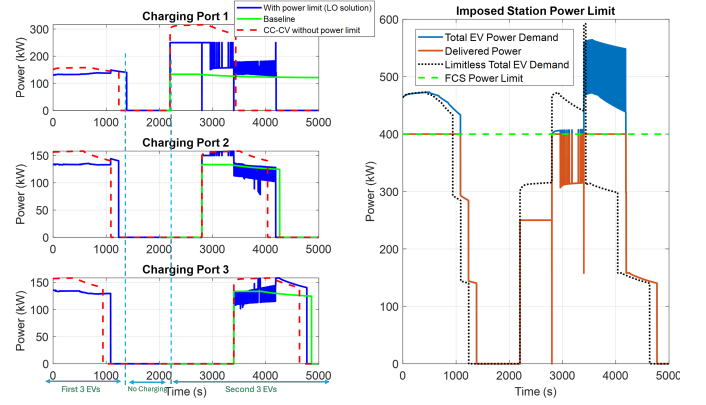 Charging Port 1
With power limit (LO solution)
Baseline
CC-CV without power limit
Power (kW)
300
200
100
0
0
1000
2000
3000
4000
5000
Charging Port 2
Power (kW)
150
100
50
0
0
1000
2000
3000
4000
5000
Charging Port 3
Power (kW)
150
100
50
0
0
1000
2000
3000
4000
5000
First 3 EVs
No Charging
Second 3 EVs
Time (s)
Imposed Station Power Limit
Total EV Power Demand
Delivered Power
Limitless Total EV Demand
FCS Power Limit
Power (kW)
600
500
400
300
200
100
0
0
1000
2000
3000
4000
5000
Time (s)